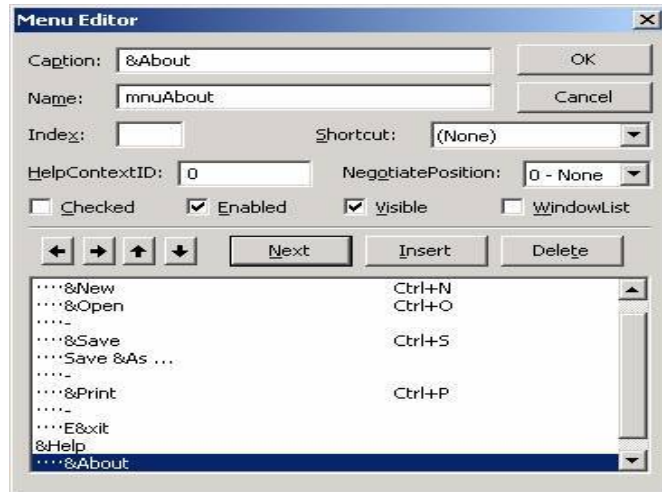 Menu Editor
Caption: &About OK
Name: mnuAbout Cancel
Index: Shortcut: (None)
HelpContextID: 0 NegotiatePosition: 0 - None
Checked Enabled Visible WindowList
Next Insert Delete
····&New Ctrl+N
····&Open Ctrl+O
····-
····&Save Ctrl+S
····Save &As ...
····-
····&Print Ctrl+P
····-
····E&xit
&Help
····&About